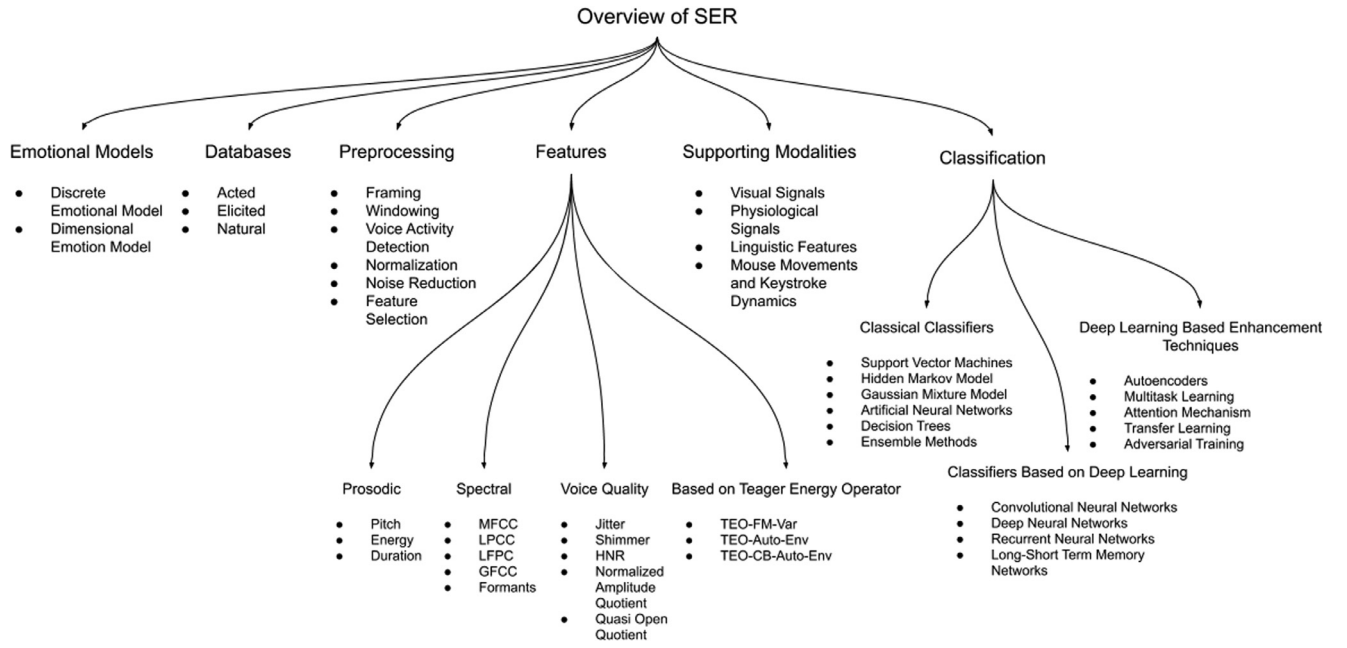 Overview of SER
Emotional Models
● Discrete
Emotional Model
● Dimensional
Emotion Model
Databases
● Acted
● Elicited
● Natural
Preprocessing
● Framing
● Windowing
● Voice Activity
Detection
● Normalization
● Noise Reduction
● Feature
Selection
Features
Prosodic
● Pitch
● Energy
● Duration
Spectral
● MFCC
● LPCC
● LFPC
● GFCC
● Formants
Voice Quality
● Jitter
● Shimmer
● HNR
● Normalized
Amplitude
Quotient
● Quasi Open
Quotient
Based on Teager Energy Operator
● TEO-FM-Var
● TEO-Auto-Env
● TEO-CB-Auto-Env
Supporting Modalities
● Visual Signals
● Physiological
Signals
● Linguistic Features
● Mouse Movements
and Keystroke
Dynamics
Classification
Classical Classifiers
● Support Vector Machines
● Hidden Markov Model
● Gaussian Mixture Model
● Artificial Neural Networks
● Decision Trees
● Ensemble Methods
Classifiers Based on Deep Learning
● Convolutional Neural Networks
● Deep Neural Networks
● Recurrent Neural Networks
● Long-Short Term Memory
Networks
Deep Learning Based Enhancement
Techniques
● Autoencoders
● Multitask Learning
● Attention Mechanism
● Transfer Learning
● Adversarial Training